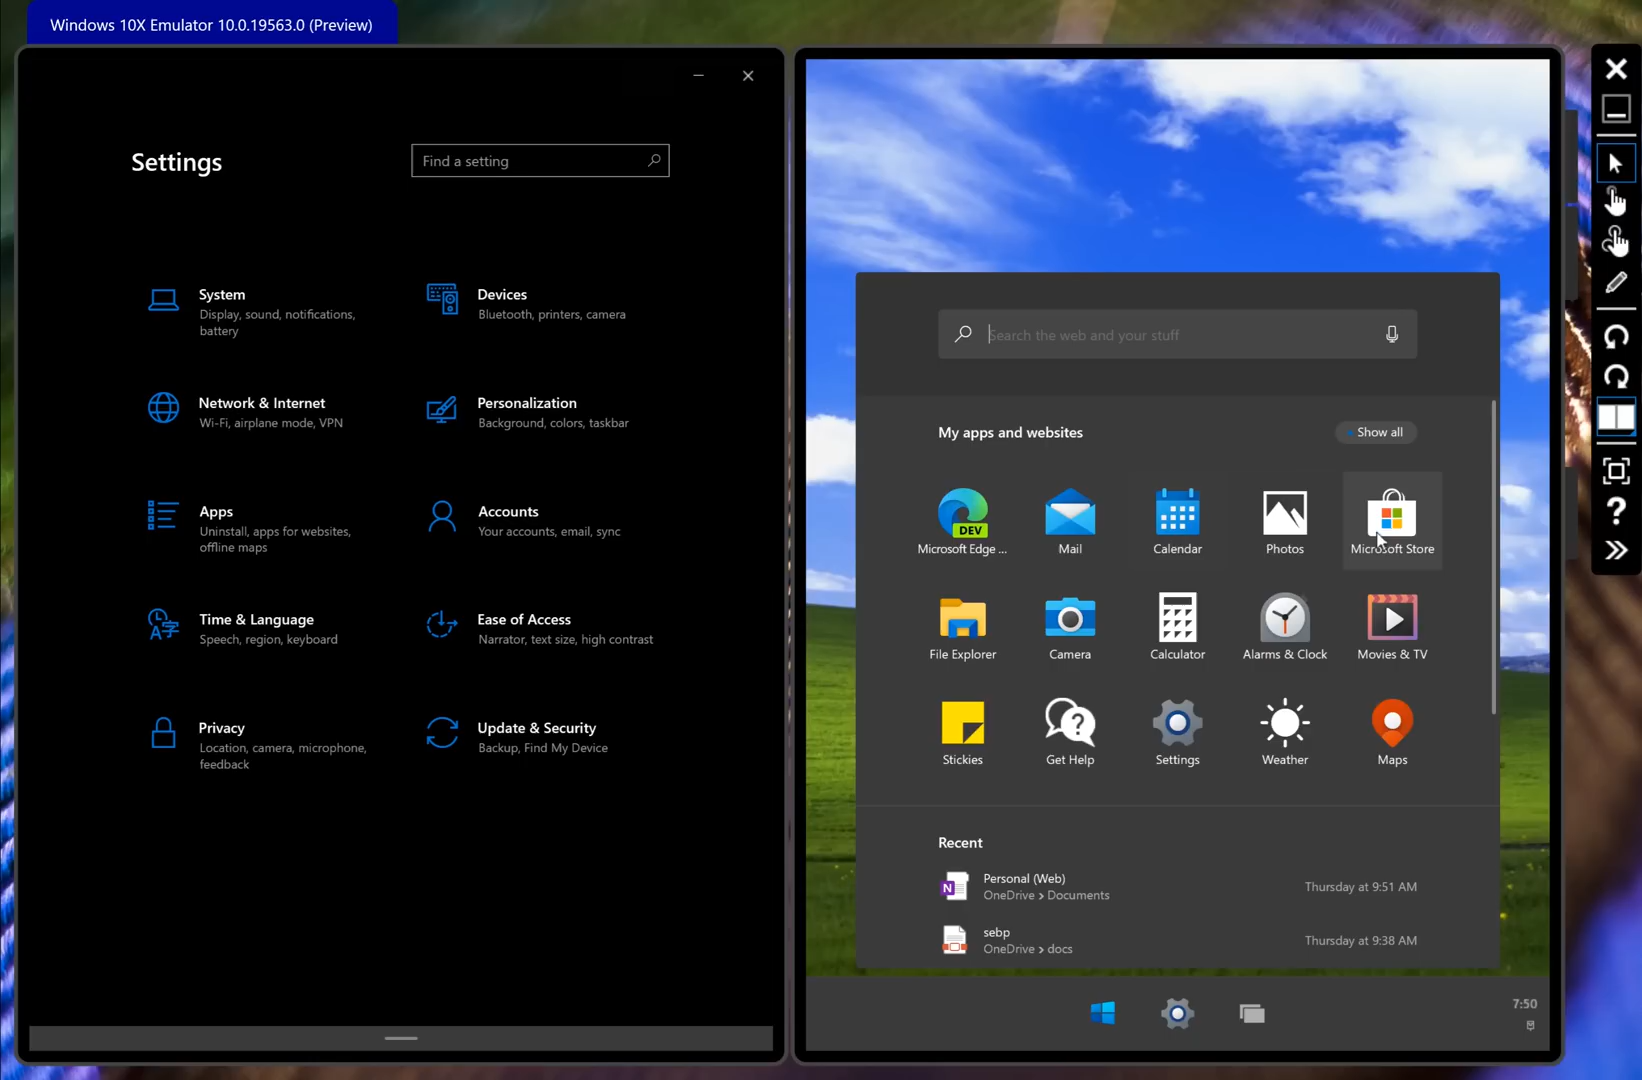 Windows 10X Emulator 10.0.19563.0 (Preview)
Settings
Find a setting
System
Display, sound, notifications,
battery
Devices
Bluetooth, printers, camera
Network & Internet
Wi-Fi, airplane mode, VPN
Personalization
Background, colors, taskbar
Apps
Uninstall, apps for websites,
offline maps
Accounts
Your accounts, email, sync
Time & Language
Speech, region, keyboard
Ease of Access
Narrator, text size, high contrast
Privacy
Location, camera, microphone,
feedback
Update & Security
Backup, Find My Device
Search the web and your stuff
My apps and websites
Show all
DEV
Microsoft Edge ...
Mail
Calendar
Photos
Microsoft Store
File Explorer
Camera
Calculator
Alarms & Clock
Movies & TV
Stickies
Get Help
Settings
Weather
Maps
Recent
N
Personal (Web)
OneDrive › Documents
Thursday at 9:51 AM
sebp
OneDrive › docs
Thursday at 9:38 AM
7:50